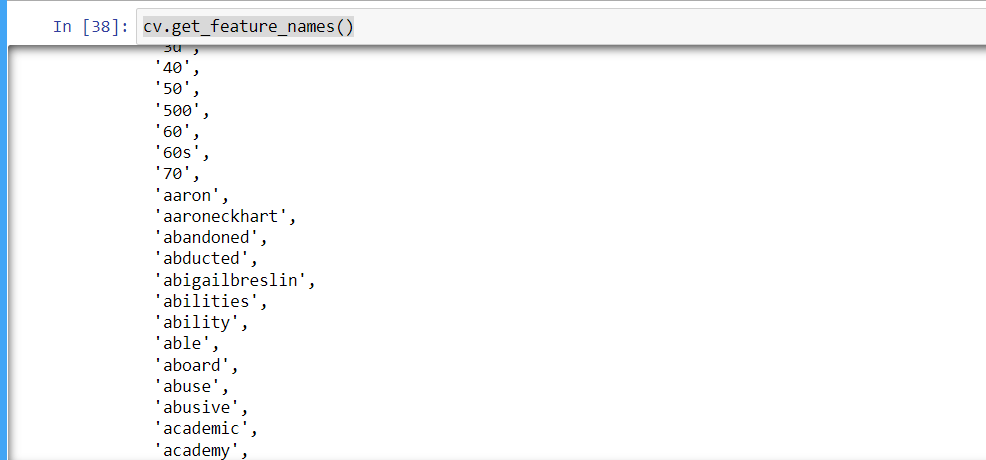 In [38]: cv.get_feature_names()
'3d',
'40',
'50',
'500',
'60',
'60s',
'70',
'aaron',
'aaroneckhart',
'abandoned',
'abducted',
'abigailbreslin',
'abilities',
'ability',
'able',
'aboard',
'abuse',
'abusive',
'academic',
'academy',